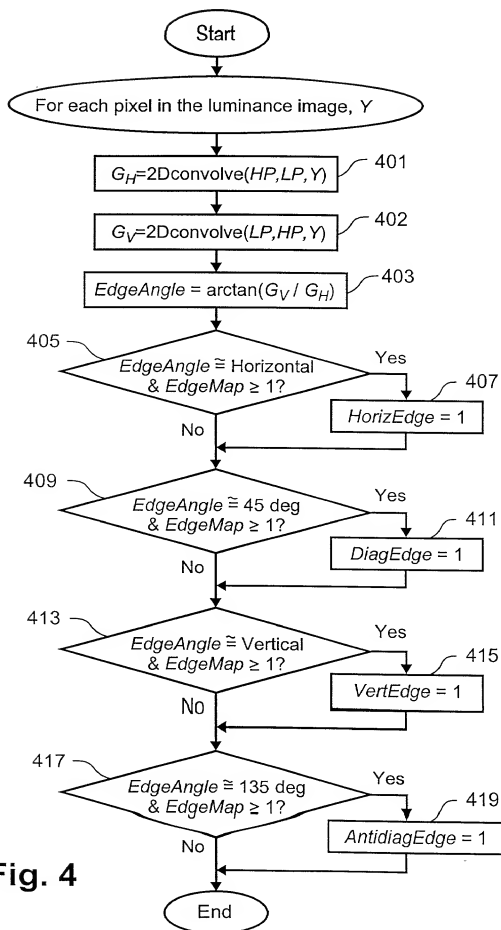 Start
For each pixel in the luminance image, Y
G_H=2Dconvolve(HP,LP,Y)
401
G_V=2Dconvolve(LP,HP,Y)
402
EdgeAngle = arctan(G_V / G_H)
403
405
EdgeAngle ≅ Horizontal
& EdgeMap ≥ 1?
Yes
407
HorizEdge = 1
No
409
EdgeAngle ≅ 45 deg
& EdgeMap ≥ 1?
Yes
411
DiagEdge = 1
No
413
EdgeAngle ≅ Vertical
& EdgeMap ≥ 1?
Yes
415
VertEdge = 1
No
417
EdgeAngle ≅ 135 deg
& EdgeMap ≥ 1?
Yes
419
AntidiagEdge = 1
No
Fig. 4
End